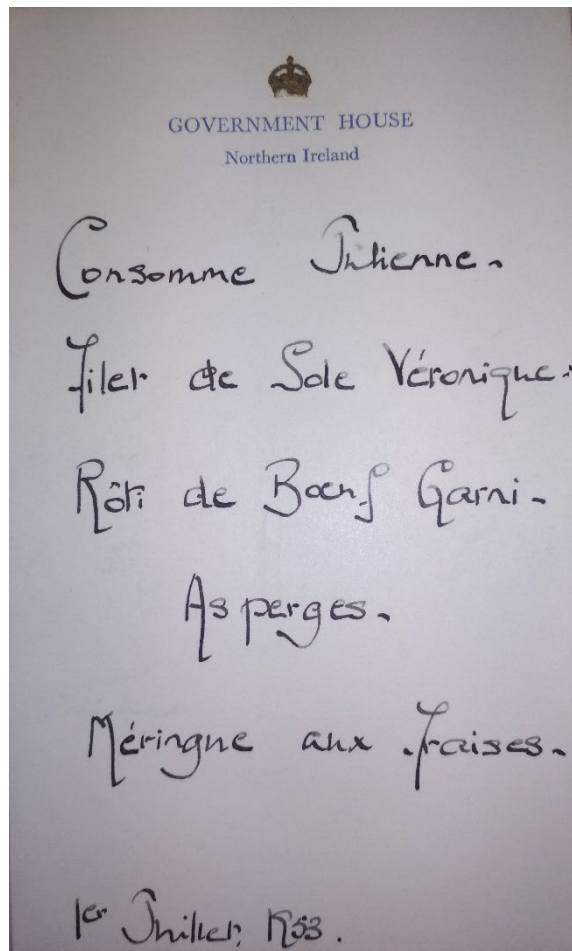 GOVERNMENT HOUSE
Northern Ireland
Consomme Julienne.
Filet de Sole Véronique.
Rôti de Boeuf Garni.
Asperges.
Méringue aux Fraises.
1er Juillet, 1953.